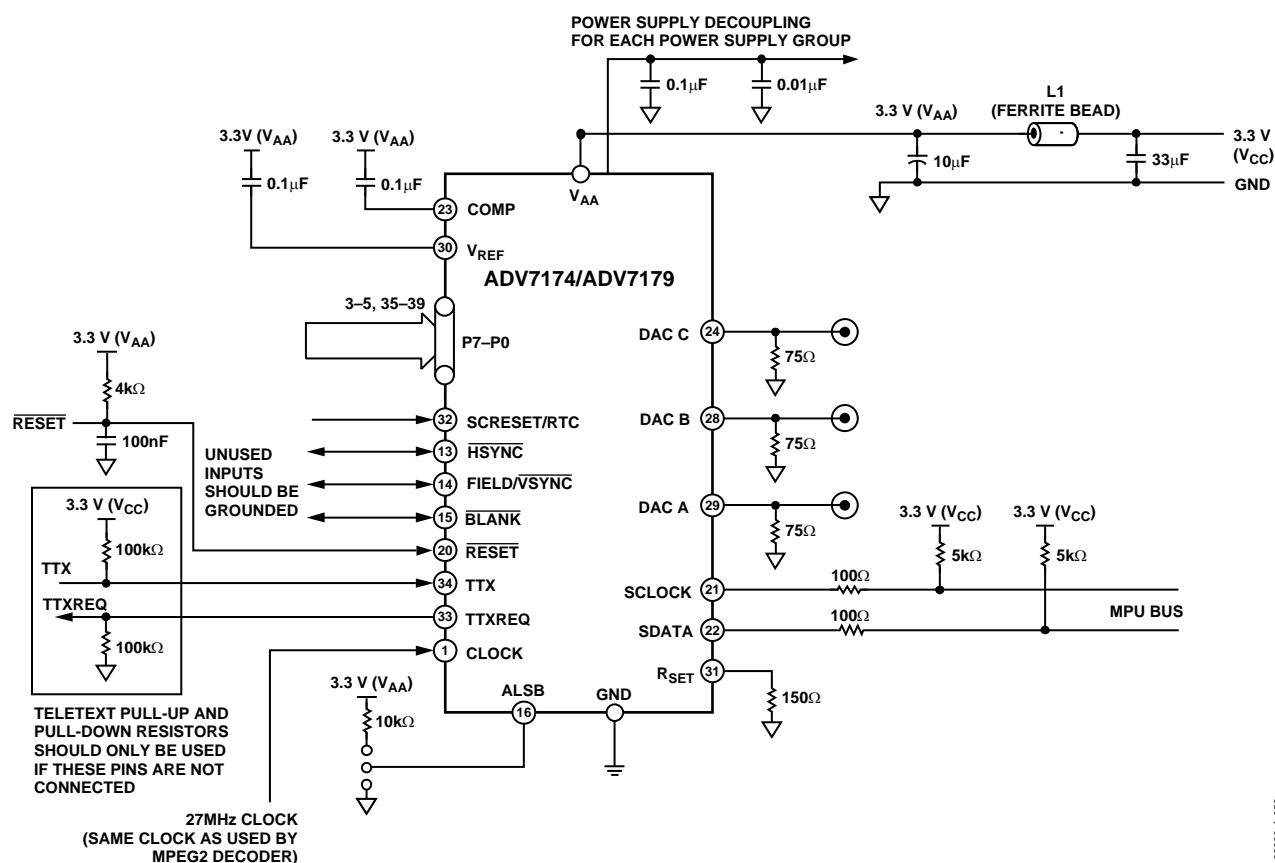 POWER SUPPLY DECOUPLING
FOR EACH POWER SUPPLY GROUP
0.1μF
0.01μF
L1
(FERRITE BEAD)
3.3 V (VAA)
10μF
33μF
3.3 V
(VCC)
GND
3.3V (VAA)
0.1μF
3.3 V (VAA)
0.1μF
VAA
23
COMP
30
VREF
ADV7174/ADV7179
3–5, 35–39
P7–P0
3.3 V (VAA)
4kΩ
RESET
100nF
UNUSED
INPUTS
SHOULD BE
GROUNDED
32
SCRESET/RTC
13
HSYNC
14
FIELD/VSYNC
15
BLANK
20
RESET
34
TTX
33
TTXREQ
1
CLOCK
3.3 V (VCC)
100kΩ
TTX
TTXREQ
100kΩ
TELETEXT PULL-UP AND
PULL-DOWN RESISTORS
SHOULD ONLY BE USED
IF THESE PINS ARE NOT
CONNECTED
27MHz CLOCK
(SAME CLOCK AS USED BY
MPEG2 DECODER)
3.3 V (VAA)
10kΩ
ALSB
16
GND
DAC C
24
75Ω
DAC B
28
75Ω
DAC A
29
75Ω
3.3 V (VCC)
5kΩ
3.3 V (VCC)
5kΩ
SCLOCK
21
100Ω
SDATA
22
100Ω
MPU BUS
RSET
31
150Ω